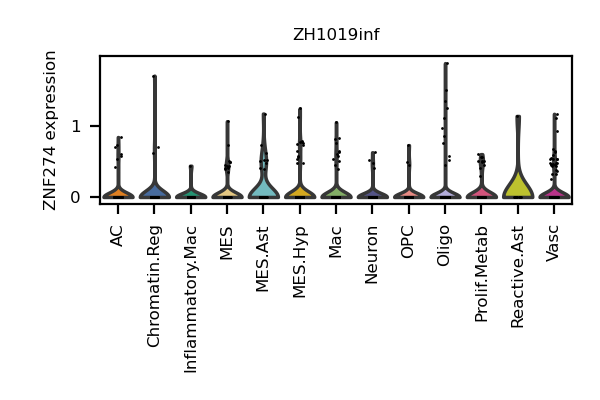 ZH1019inf
ZNF274 expression
1
0
AC
Chromatin.Reg
Inflammatory.Mac
MES
MES.Ast
MES.Hyp
Mac
Neuron
OPC
Oligo
Prolif.Metab
Reactive.Ast
Vasc